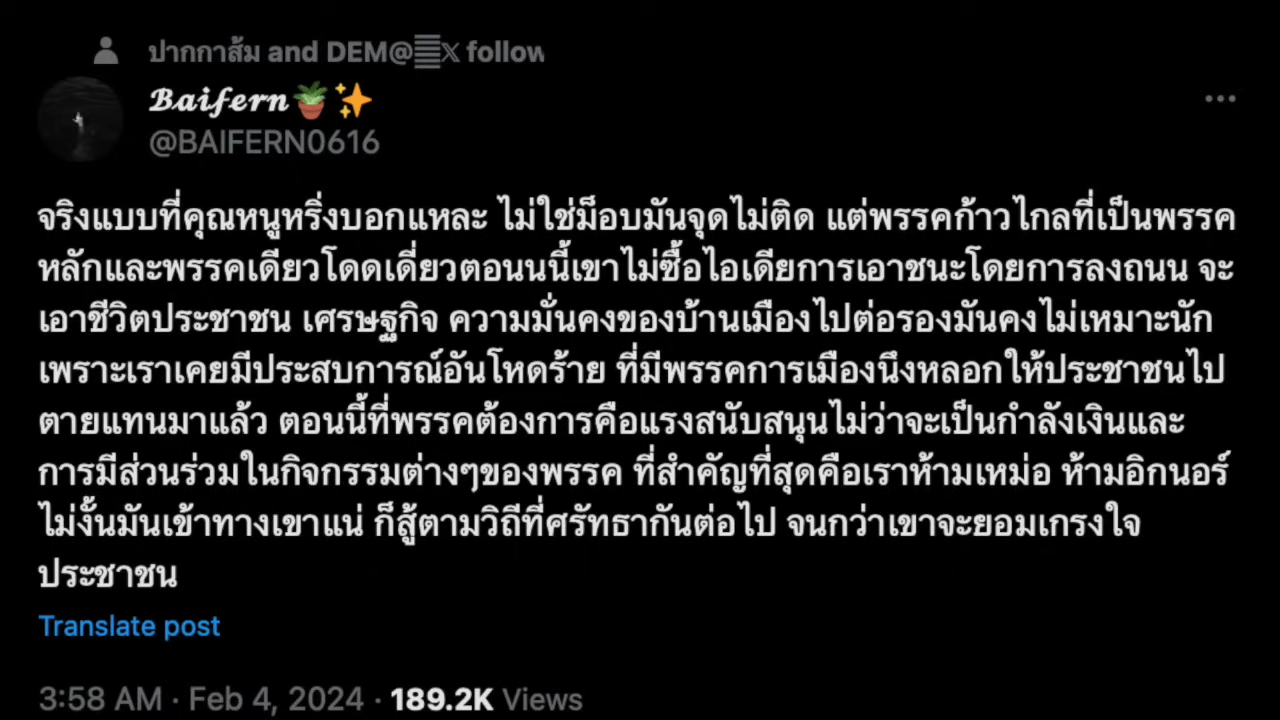 ปากกาส้ม and DEM@𝕏 follow
𝓑𝓪𝓲𝓯𝓮𝓻𝓷🪴✨
@BAIFERN0616
จริงแบบที่คุณหนูหริ่งบอกแหละ ไม่ใช่ม็อบมันจุดไม่ติด แต่พรรคก้าวไกลที่เป็นพรรค
หลักและพรรคเดียวโดดเดี่ยวตอนนนี้เขาไม่ซื้อไอเดียการเอาชนะโดยการลงถนน จะ
เอาชีวิตประชาชน เศรษฐกิจ ความมั่นคงของบ้านเมืองไปต่อรองมันคงไม่เหมาะนัก
เพราะเราเคยมีประสบการณ์อันโหดร้าย ที่มีพรรคการเมืองนึงหลอกให้ประชาชนไป
ตายแทนมาแล้ว ตอนนี้ที่พรรคต้องการคือแรงสนับสนุนไม่ว่าจะเป็นกำลังเงินและ
การมีส่วนร่วมในกิจกรรมต่างๆของพรรค ที่สำคัญที่สุดคือเราห้ามเหม่อ ห้ามอิกนอร์
ไม่งั้นมันเข้าทางเขาแน่ ก็สู้ตามวิถีที่ศรัทธากันต่อไป จนกว่าเขาจะยอมเกรงใจ
ประชาชน
Translate post
3:58 AM · Feb 4, 2024 · 189.2K Views